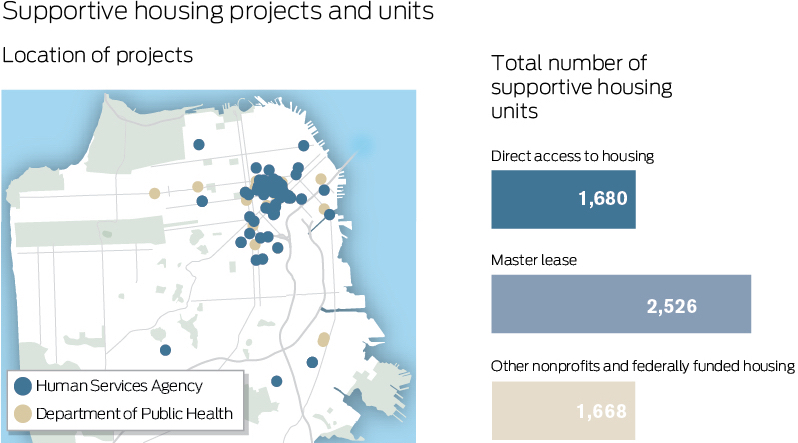 Supportive housing projects and units
Location of projects
Human Services Agency
Department of Public Health
Total number of
supportive housing
units
Direct access to housing
1,680
Master lease
2,526
Other nonprofits and federally funded housing
1,668